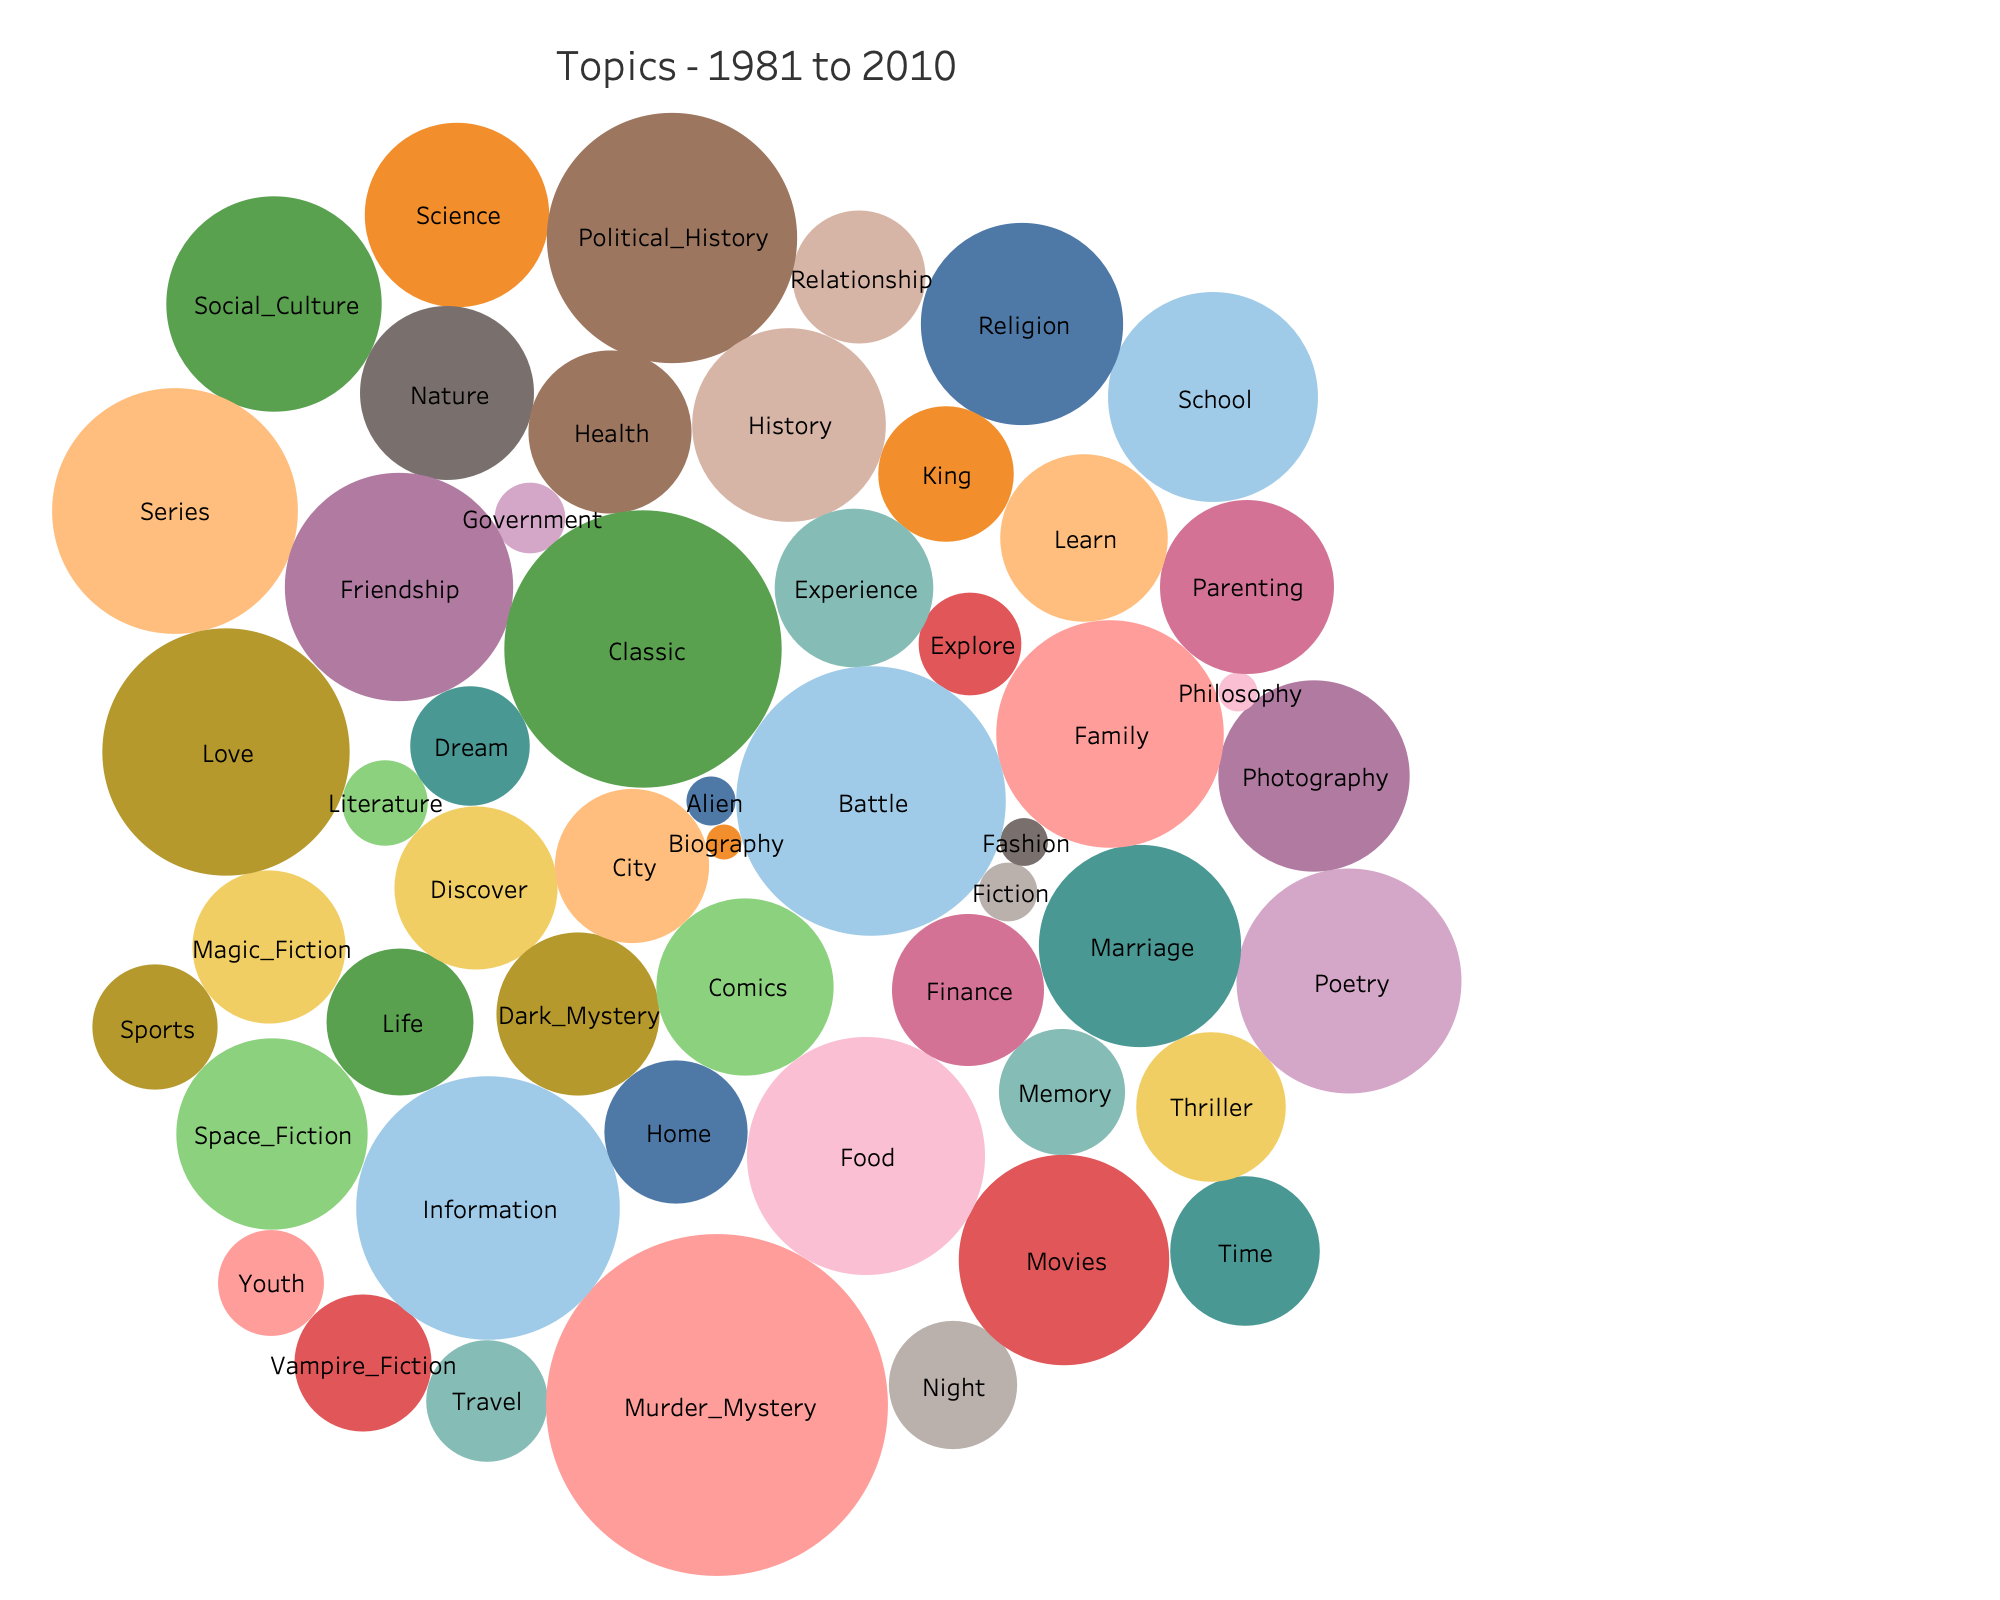 Topics - 1981 to 2010
Science
Political_History
Relationship
Social_Culture
Religion
Nature
School
History
Health
King
Series
Government
Learn
Friendship
Experience
Parenting
Explore
Classic
Philosophy
Family
Dream
Love
Photography
Literature
Alien
Battle
Biography
Fashion
City
Discover
Fiction
Magic_Fiction
Marriage
Poetry
Comics
Finance
Dark_Mystery
Life
Sports
Memory
Thriller
Home
Space_Fiction
Food
Information
Time
Movies
Youth
Vampire_Fiction
Night
Travel
Murder_Mystery